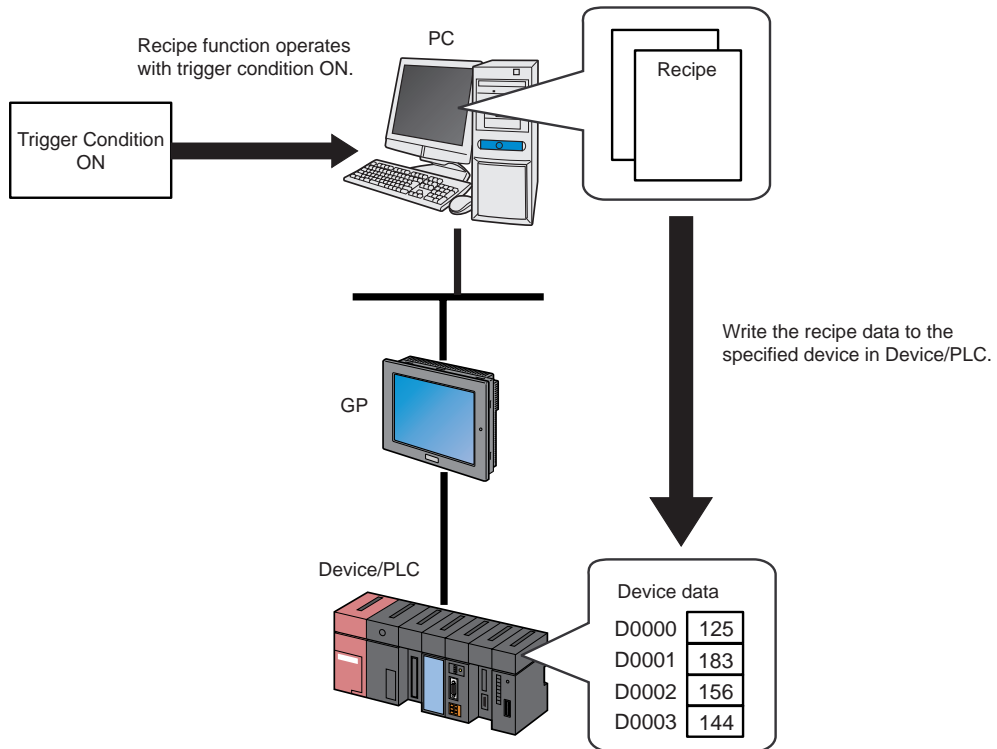 Recipe function operates
with trigger condition ON.
PC
Recipe
Trigger Condition
ON
Write the recipe data to the
specified device in Device/PLC.
GP
Device/PLC
Device data
D0000 125
D0001 183
D0002 156
D0003 144